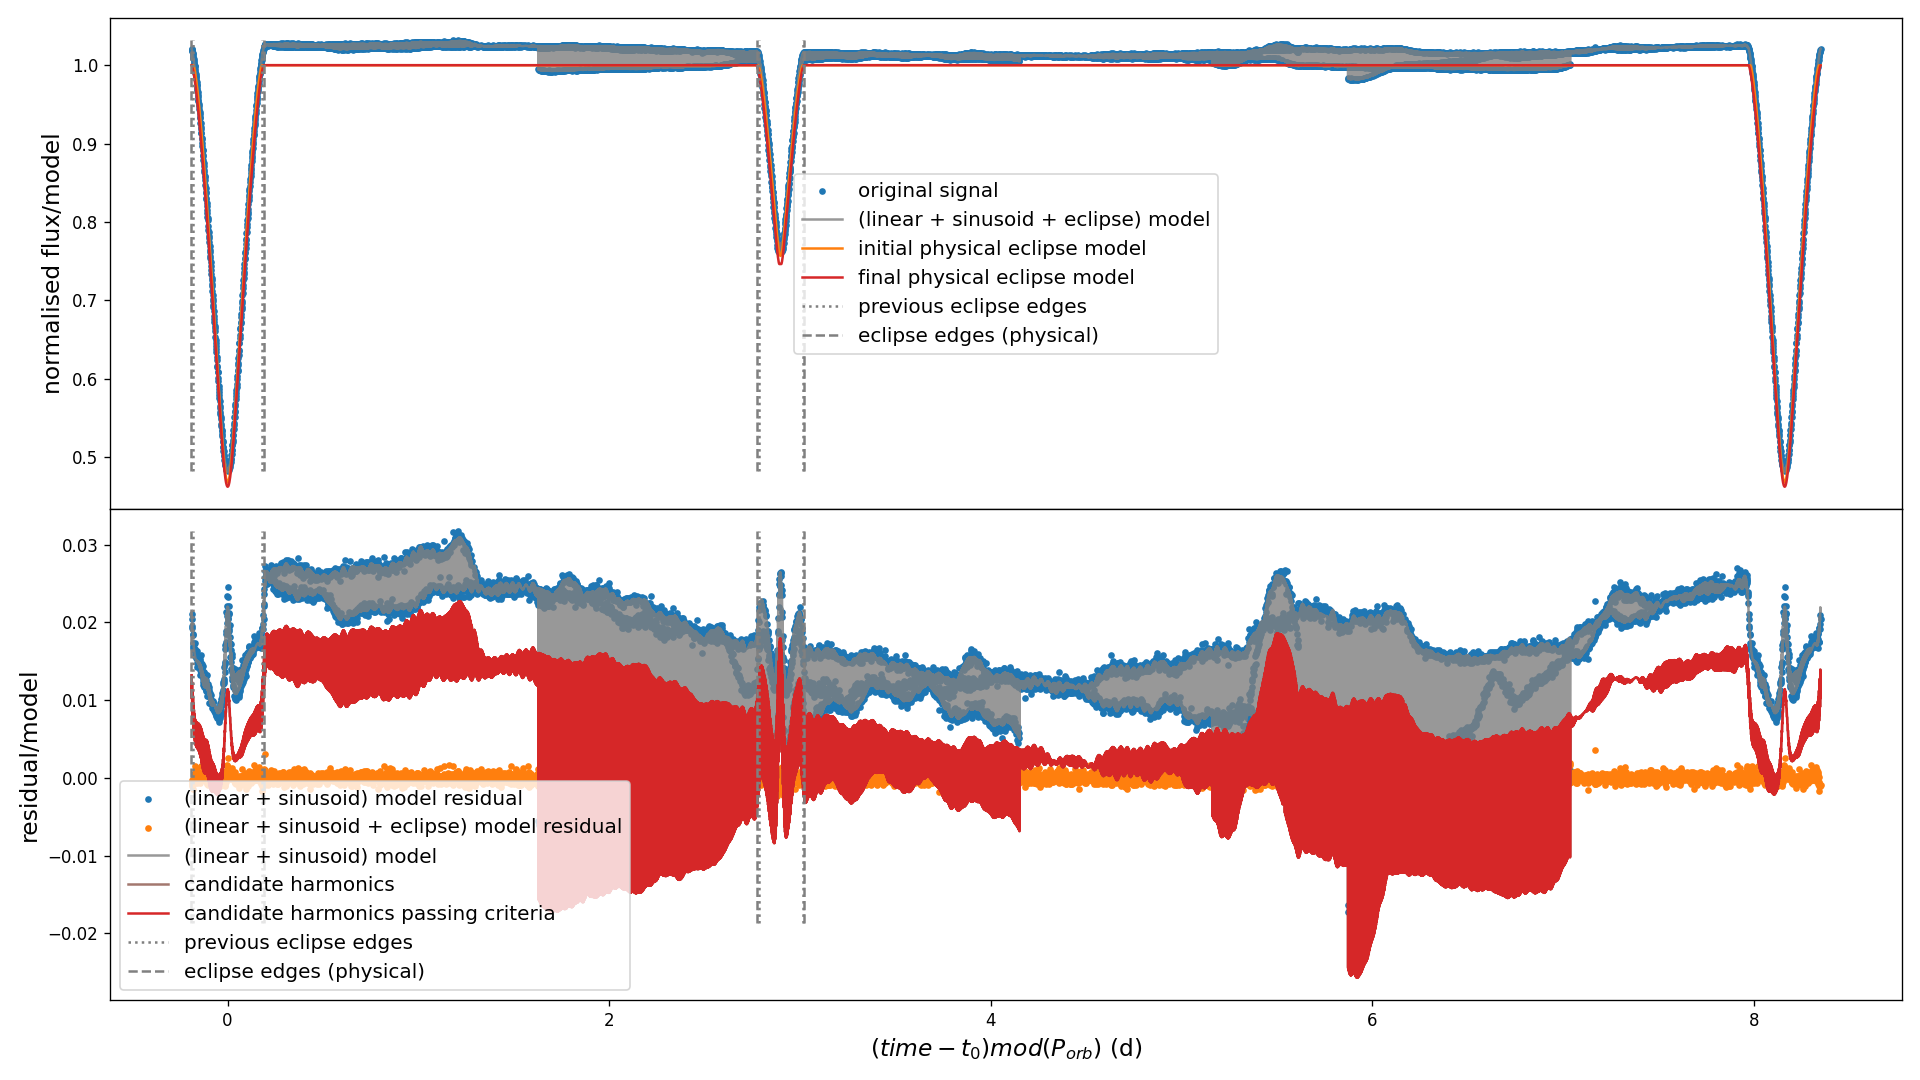 normalised flux/model
1.0
0.9
0.8
0.7
0.6
0.5
original signal
(linear + sinusoid + eclipse) model
initial physical eclipse model
final physical eclipse model
previous eclipse edges
eclipse edges (physical)
residual/model
0.03
0.02
0.01
0.00
−0.01
−0.02
(linear + sinusoid) model residual
(linear + sinusoid + eclipse) model residual
(linear + sinusoid) model
candidate harmonics
candidate harmonics passing criteria
previous eclipse edges
eclipse edges (physical)
0 2 4 6 8
(time − t₀)mod(P_orb) (d)